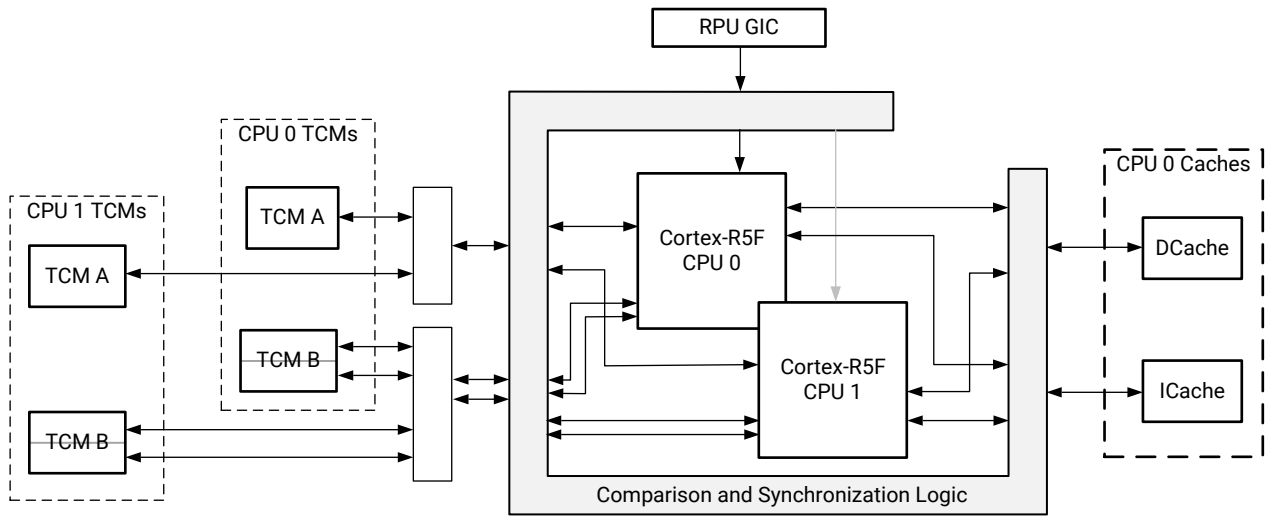 RPU GIC
CPU 0 TCMs
CPU 0 Caches
CPU 1 TCMs
TCM A
TCM A
Cortex-R5F
CPU 0
DCache
TCM B
Cortex-R5F
CPU 1
ICache
TCM B
Comparison and Synchronization Logic